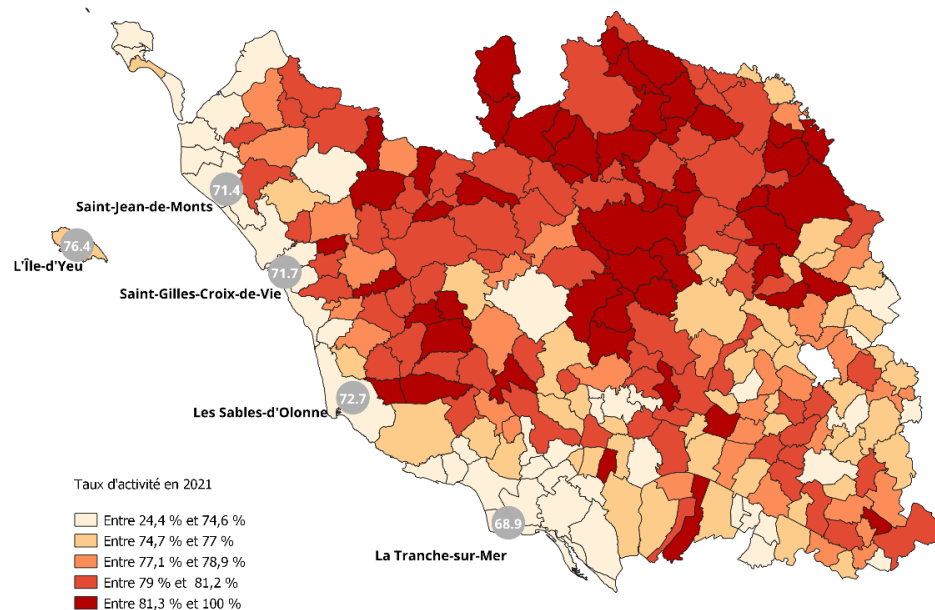 71.4
Saint-Jean-de-Monts
76.4
L'Île-d'Yeu
71.7
Saint-Gilles-Croix-de-Vie
72.7
Les Sables-d'Olonne
68.9
La Tranche-sur-Mer
Taux d'activité en 2021
Entre 24,4 % et 74,6 %
Entre 74,7 % et 77 %
Entre 77,1 % et 78,9 %
Entre 79 % et 81,2 %
Entre 81,3 % et 100 %